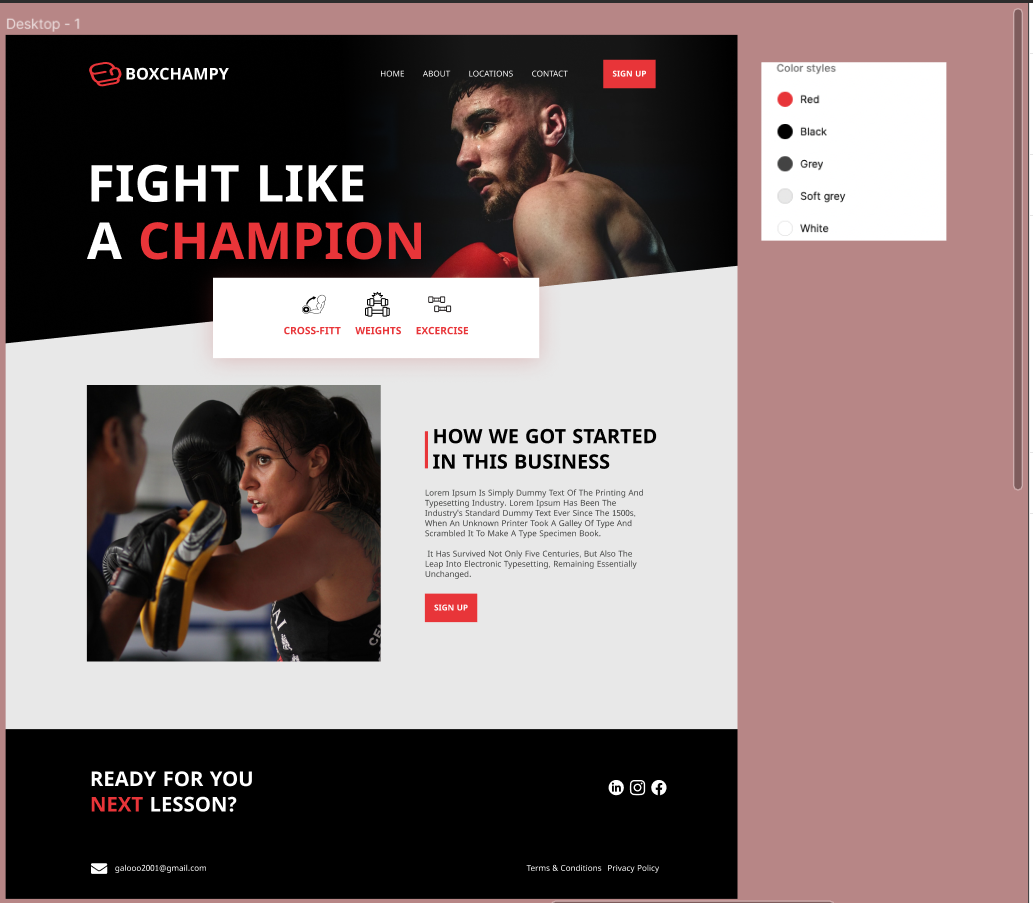 Desktop - 1
BOXCHAMPY
HOME
ABOUT
LOCATIONS
CONTACT
SIGN UP
FIGHT LIKE
A CHAMPION
CROSS-FITT
WEIGHTS
EXCERCISE
HOW WE GOT STARTED
IN THIS BUSINESS
Lorem Ipsum Is Simply Dummy Text Of The Printing And
Typesetting Industry. Lorem Ipsum Has Been The
Industry's Standard Dummy Text Ever Since The 1500s,
When An Unknown Printer Took A Galley Of Type And
Scrambled It To Make A Type Specimen Book.
It Has Survived Not Only Five Centuries, But Also The
Leap Into Electronic Typesetting, Remaining Essentially
Unchanged.
SIGN UP
READY FOR YOU
NEXT LESSON?
galooo2001@gmail.com
Terms & Conditions
Privacy Policy
Color styles
Red
Black
Grey
Soft grey
White